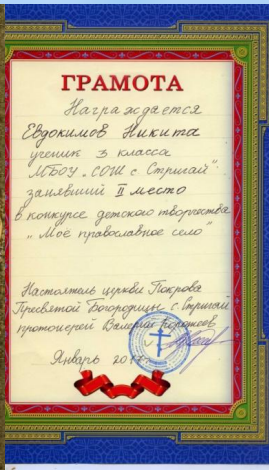 ГРАМОТА
Награждается
Евдокимов Никита
ученик 3 класса
МБОУ „СОШ с. Стригай"
занявший II место
в конкурсе детского творчества
„Моё православное село"
Настоятель церкви Покрова
Пресвятой Богородицы с. Стригай
протоиерей Валерий
Январь